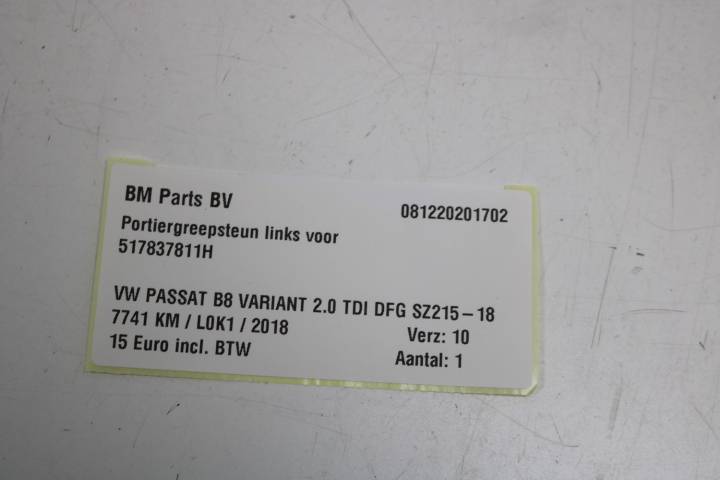 BM Parts BV 081220201702
Portiergreepsteun links voor
517837811H
VW PASSAT B8 VARIANT 2.0 TDI DFG SZ215-18
7741 KM / L0K1 / 2018 Verz: 10
15 Euro incl. BTW Aantal: 1